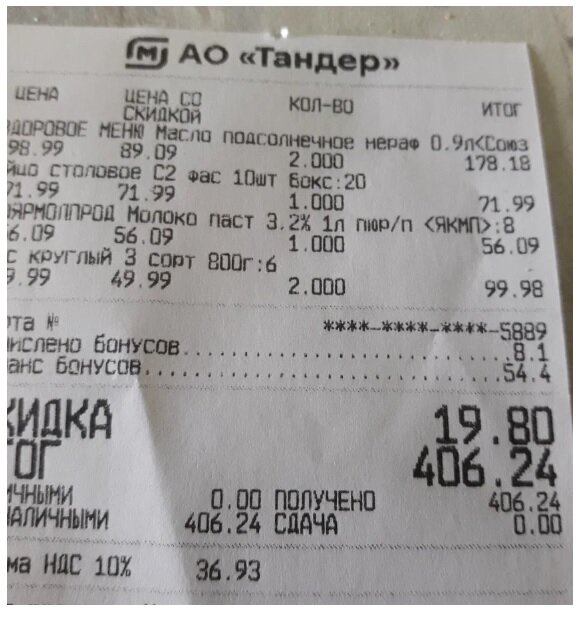 АО «Тандер»
ЦЕНА ЦЕНА СО СКИДКОЙ КОЛ-ВО ИТОГ
ЗДОРОВОЕ МЕНЮ Масло подсолнечное нераф 0.9л<Союз
98.99 89.09 2.000 178.18
йцо столовое С2 фас 10шт Бокс:20
71.99 71.99 1.000 71.99
ЯРМОЛПРОД Молоко паст 3,2% 1л пюр/п <ЯКМП>:8
6.09 56.09 1.000 56.09
с КРУГЛЫЙ 3 СОРТ 800г:6
9.99 49.99 2.000 99.98
рта № ****-****-****-5889
ислено БОНУСОВ 8.1
анс БОНУСОВ 54.4
КИДКА 19.80
ТОГ 406.24
ИЧНЫМИ 0.00 ПОЛУЧЕНО 406.24
НАЛИЧНЫМИ 406.24 СДАЧА 0.00
ма НДС 10% 36.93